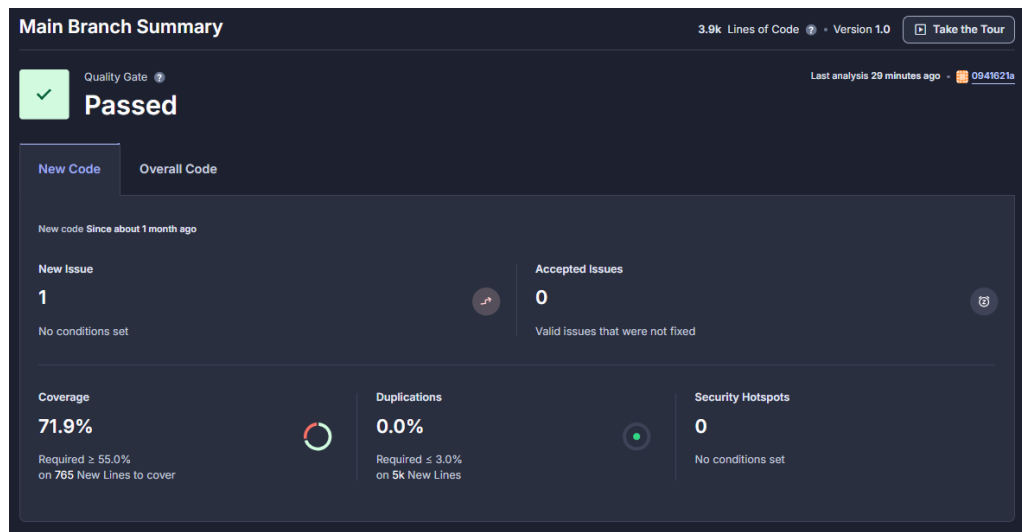 Main Branch Summary
3.9k Lines of Code ? • Version 1.0
Take the Tour
Quality Gate ?
Passed
Last analysis 29 minutes ago • 0941621a
New Code
Overall Code
New code Since about 1 month ago
New Issue
1
No conditions set
Accepted Issues
0
Valid issues that were not fixed
Coverage
71.9%
Required ≥ 55.0%
on 765 New Lines to cover
Duplications
0.0%
Required ≤ 3.0%
on 5k New Lines
Security Hotspots
0
No conditions set